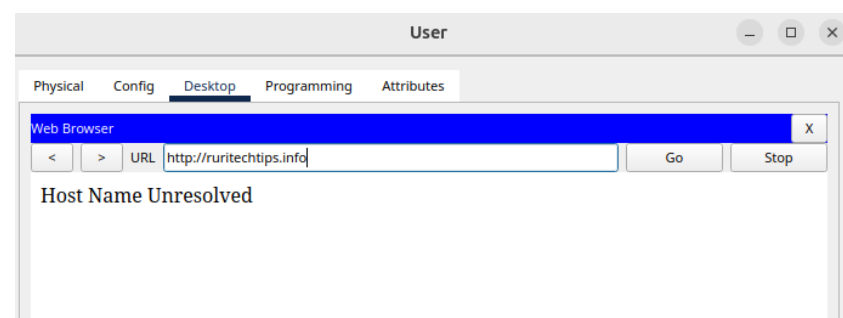 User
Physical Config Desktop Programming Attributes
Web Browser X
< > URL http://ruritechtips.info Go Stop
Host Name Unresolved